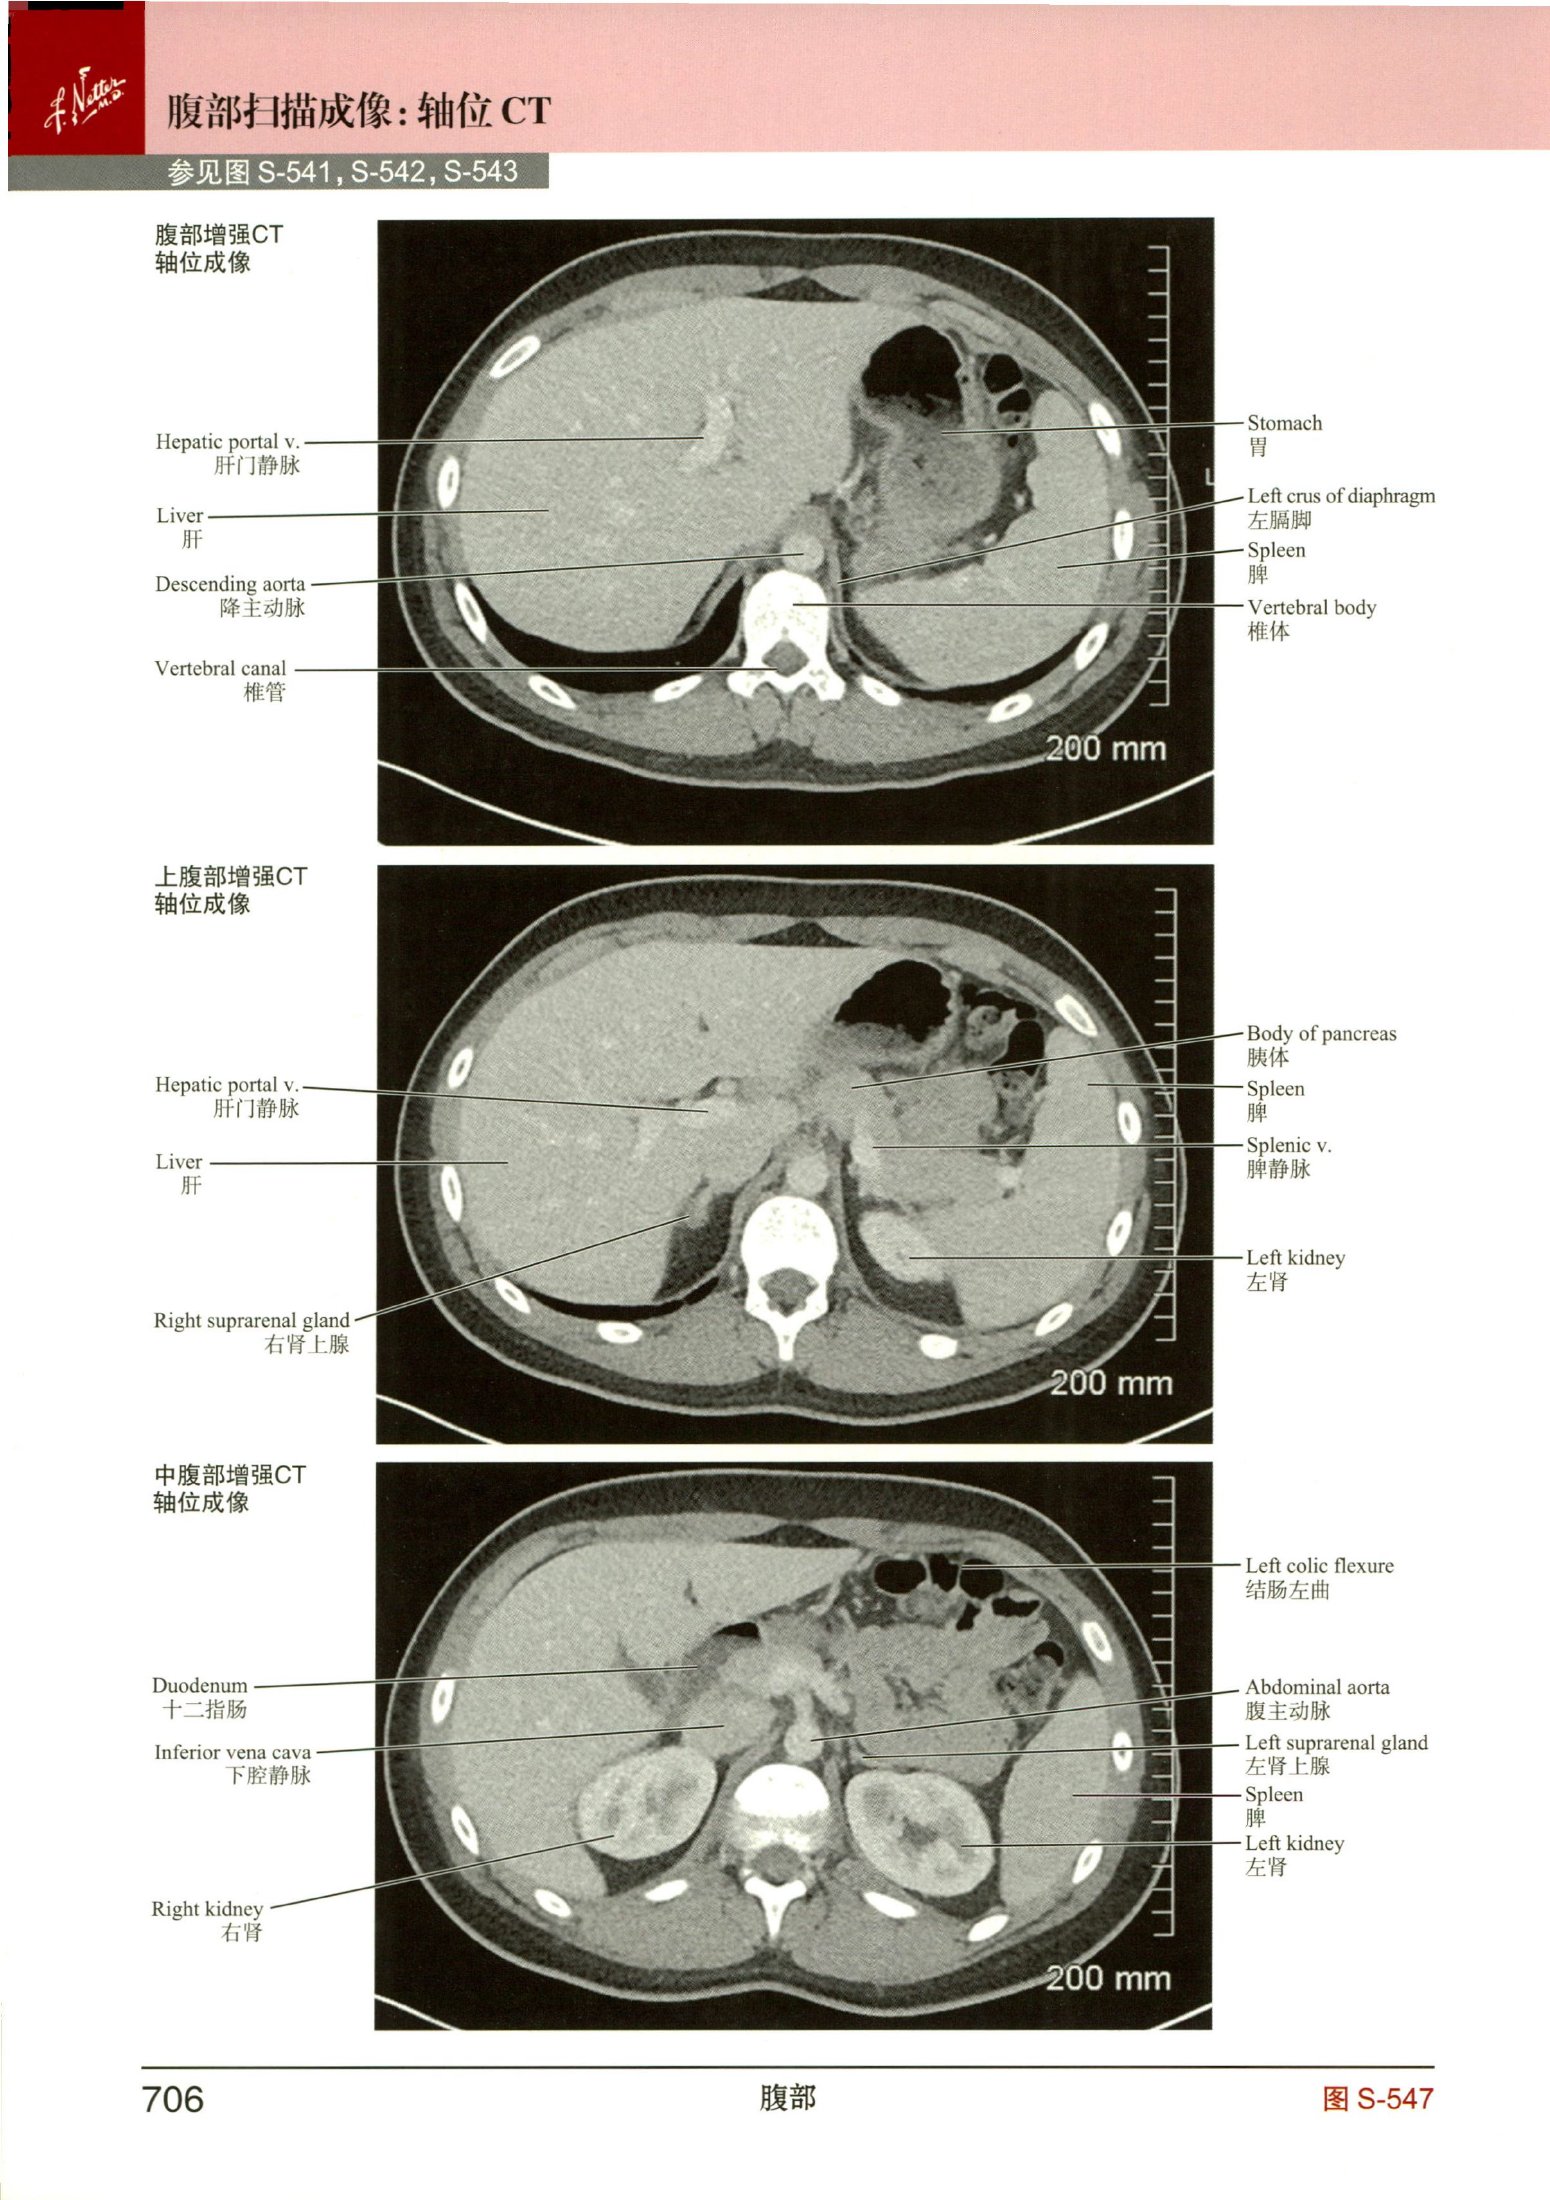 F. Netter M.D.
腹部扫描成像：轴位 CT
参见图 S-541, S-542, S-543
腹部增强CT
轴位成像
Hepatic portal v.
肝门静脉
Liver
肝
Descending aorta
降主动脉
Vertebral canal
椎管
Stomach
胃
L
Left crus of diaphragm
左膈脚
Spleen
脾
Vertebral body
椎体
200 mm
上腹部增强CT
轴位成像
Hepatic portal v.
肝门静脉
Liver
肝
Right suprarenal gland
右肾上腺
Body of pancreas
胰体
Spleen
脾
Splenic v.
脾静脉
Left kidney
左肾
200 mm
中腹部增强CT
轴位成像
Duodenum
十二指肠
Inferior vena cava
下腔静脉
Right kidney
右肾
Left colic flexure
结肠左曲
Abdominal aorta
腹主动脉
Left suprarenal gland
左肾上腺
Spleen
脾
Left kidney
左肾
200 mm
706
腹部
图 S-547